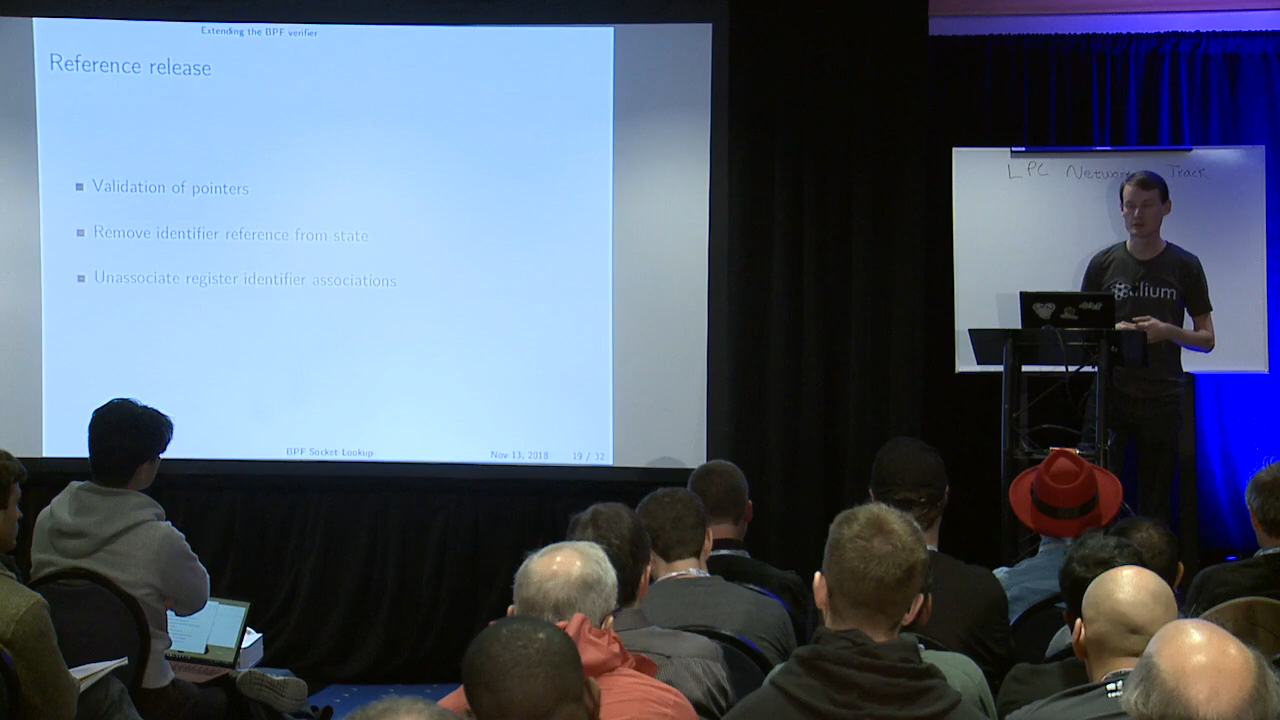 Extending the BPF verifier
Reference release
Validation of pointers
Remove identifier reference from state
Unassociate register identifier associations
BPF Socket Lookup
Nov 13, 2018
19 / 32
LPC Network Track